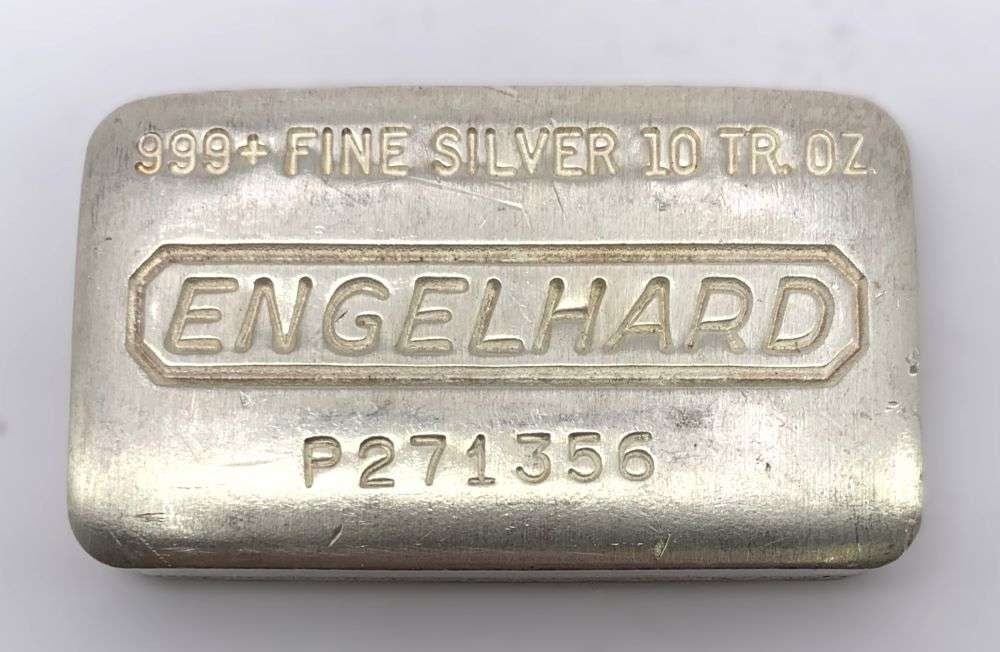 999+ FINE SILVER 10 TR. OZ.
ENGELHARD
P271356